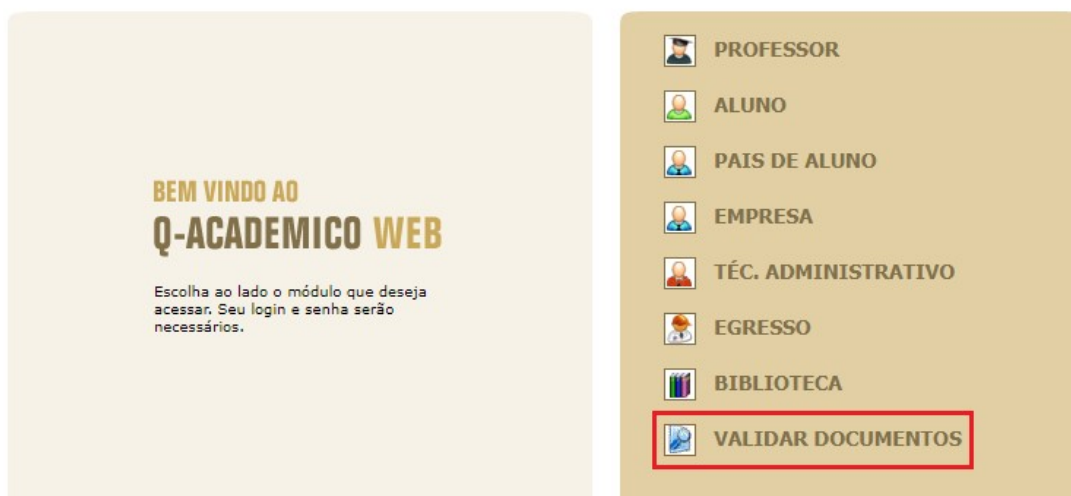 BEM VINDO AO
Q-ACADEMICO WEB
Escolha ao lado o módulo que deseja
acessar. Seu login e senha serão
necessários.
PROFESSOR
ALUNO
PAIS DE ALUNO
EMPRESA
TÉC. ADMINISTRATIVO
EGRESSO
BIBLIOTECA
VALIDAR DOCUMENTOS